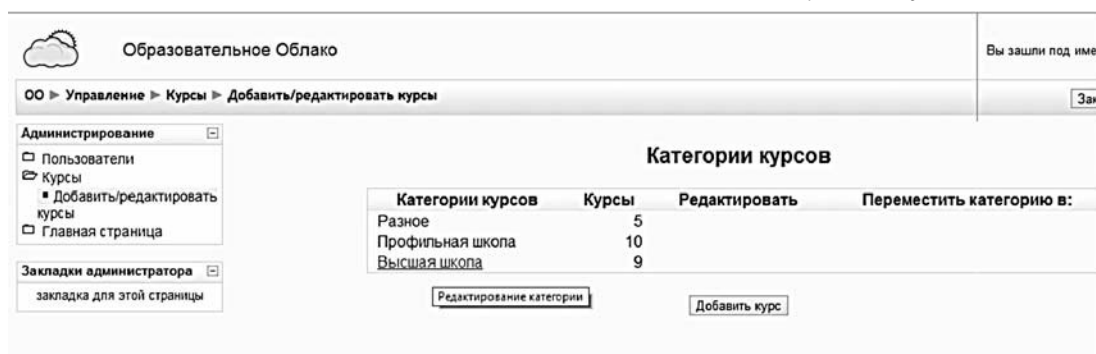 Образовательное Облако
Вы зашли под име
ОО ► Управление ► Курсы ► Добавить/редактировать курсы
Зак
Администрирование
Пользователи
Курсы
Добавить/редактировать
курсы
Главная страница
Закладки администратора
закладка для этой страницы
Категории курсов
Категории курсов Курсы Редактировать Переместить категорию в:
Разное 5
Профильная школа 10
Высшая школа 9
Редактирование категории
Добавить курс